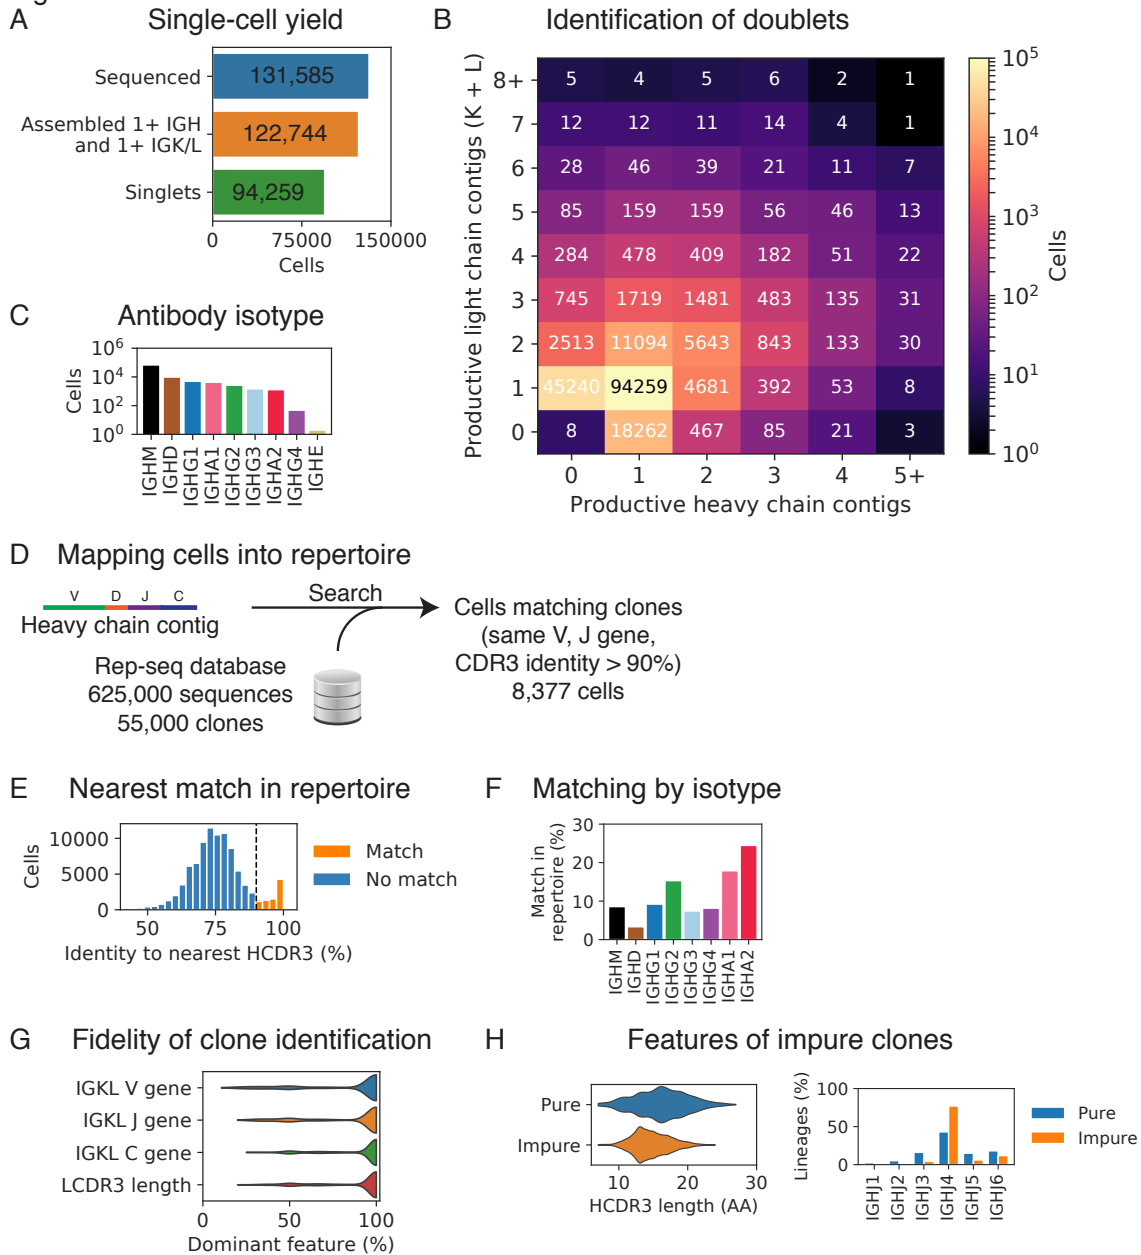 A Single-cell yield
Sequenced
131,585
Assembled 1+ IGH
and 1+ IGK/L
122,744
Singlets
94,259
0 75000 150000
Cells
B Identification of doublets
Productive light chain contigs (K + L)
8+ 5 4 5 6 2 1
7 12 12 11 14 4 1
6 28 46 39 21 11 7
5 85 159 159 56 46 13
4 284 478 409 182 51 22
3 745 1719 1481 483 135 31
2 2513 11094 5643 843 133 30
1 45240 94259 4681 392 53 8
0 8 18262 467 85 21 3
0 1 2 3 4 5+
Productive heavy chain contigs
10^5
10^4
10^3
10^2
10^1
10^0
Cells
C Antibody isotype
Cells
10^6
10^4
10^2
10^0
IGHM IGHD IGHG1 IGHA1 IGHG2 IGHG3 IGHA2 IGHG4 IGHE
D Mapping cells into repertoire
V D J C
Heavy chain contig
Search
Rep-seq database
625,000 sequences
55,000 clones
Cells matching clones
(same V, J gene,
CDR3 identity > 90%)
8,377 cells
E Nearest match in repertoire
Cells
10000
5000
0
50 75 100
Identity to nearest HCDR3 (%)
Match
No match
F Matching by isotype
Match in
repertoire (%)
30
20
10
0
IGHM IGHD IGHG1 IGHG2 IGHG3 IGHG4 IGHA1 IGHA2
G Fidelity of clone identification
IGKL V gene
IGKL J gene
IGKL C gene
LCDR3 length
0 50 100
Dominant feature (%)
H Features of impure clones
Pure
Impure
10 20 30
HCDR3 length (AA)
Lineages (%)
100
50
0
IGHJ1 IGHJ2 IGHJ3 IGHJ4 IGHJ5 IGHJ6
Pure
Impure